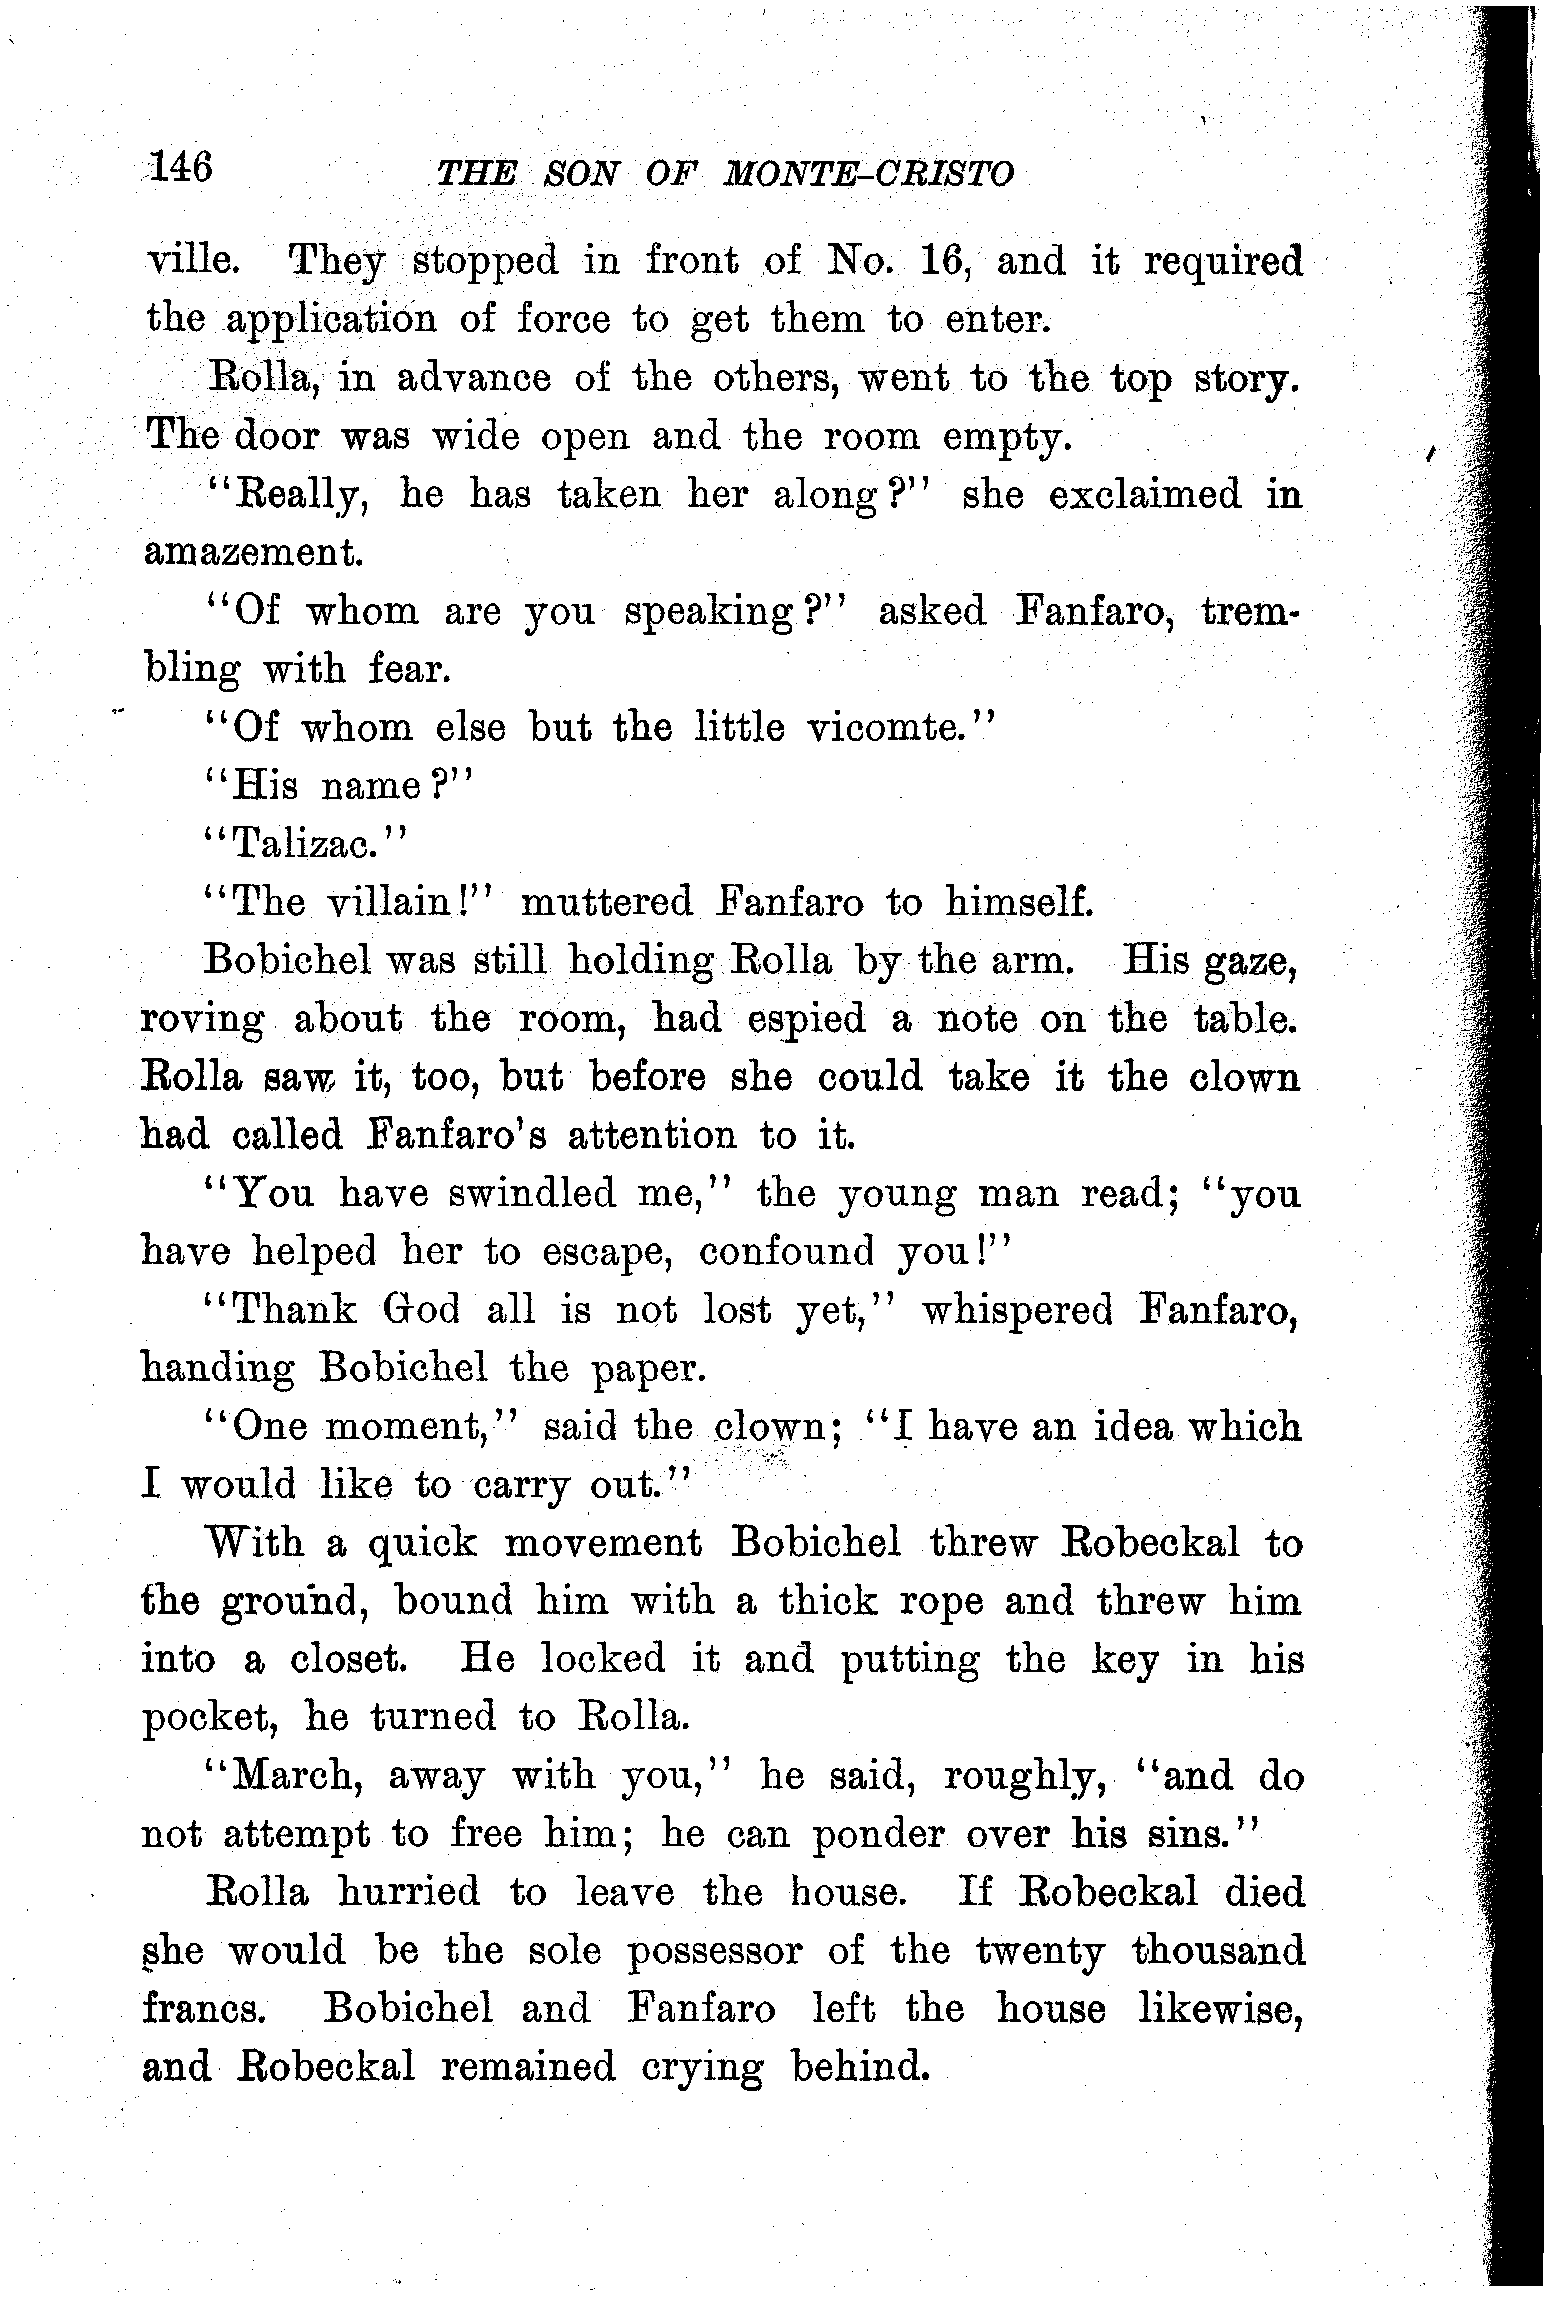 146 THE SON OF MONTE-CRISTO
ville. They stopped in front of No. 16, and it required
the application of force to get them to enter.
Rolla, in advance of the others, went to the top story.
The door was wide open and the room empty.
"Really, he has taken her along?" she exclaimed in
amazement.
"Of whom are you speaking?" asked Fanfaro, trem-
bling with fear.
"Of whom else but the little vicomte."
"His name?"
"Talizac."
"The villain!" muttered Fanfaro to himself.
Bobichel was still holding Rolla by the arm. His gaze,
roving about the room, had espied a note on the table.
Rolla saw it, too, but before she could take it the clown
had called Fanfaro's attention to it.
"You have swindled me," the young man read; "you
have helped her to escape, confound you!"
"Thank God all is not lost yet," whispered Fanfaro,
handing Bobichel the paper.
"One moment," said the clown; "I have an idea which
I would like to carry out."
With a quick movement Bobichel threw Robeckal to
the ground, bound him with a thick rope and threw him
into a closet. He locked it and putting the key in his
pocket, he turned to Rolla.
"March, away with you," he said, roughly, "and do
not attempt to free him; he can ponder over his sins."
Rolla hurried to leave the house. If Robeckal died
she would be the sole possessor of the twenty thousand
francs. Bobichel and Fanfaro left the house likewise,
and Robeckal remained crying behind.